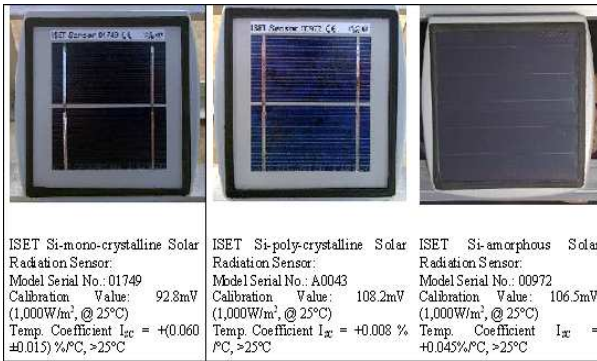 ISET Sensor 01749 CE
ISET Sensor 00972 CE
ISET Si-mono-crystalline Solar
Radiation Sensor:
Model Serial No.: 01749
Calibration Value: 92.8mV
(1,000W/m², @ 25°C)
Temp. Coefficient Isc = +(0.060
±0.015) %/°C, >25°C
ISET Si-poly-crystalline Solar
Radiation Sensor:
Model Serial No.: A0043
Calibration Value: 108.2mV
(1,000W/m², @ 25°C)
Temp. Coefficient Isc = +0.008 %
/°C, >25°C
ISET Si-amorphous Solar
Radiation Sensor:
Model Serial No.: 00972
Calibration Value: 106.5mV
(1,000W/m², @ 25°C)
Temp. Coefficient Isc =
+0.045%/°C, >25°C